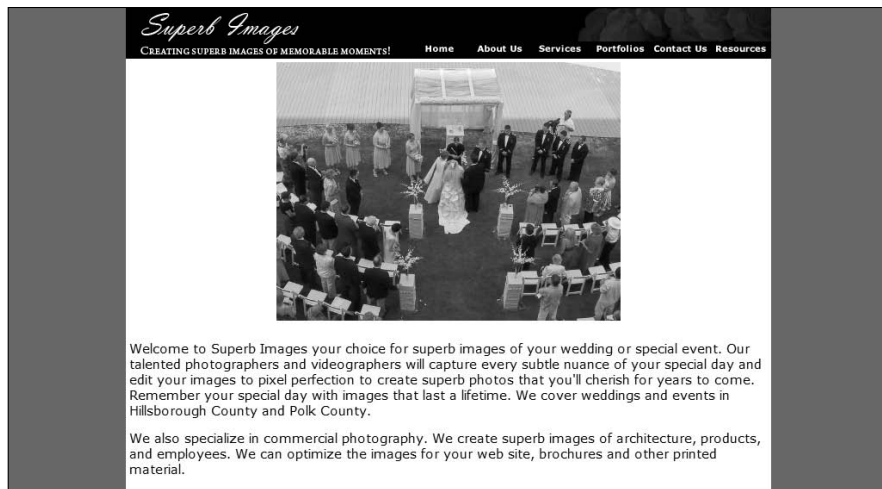 Superb Images
CREATING SUPERB IMAGES OF MEMORABLE MOMENTS!
Home About Us Services Portfolios Contact Us Resources
Welcome to Superb Images your choice for superb images of your wedding or special event. Our
talented photographers and videographers will capture every subtle nuance of your special day and
edit your images to pixel perfection to create superb photos that you'll cherish for years to come.
Remember your special day with images that last a lifetime. We cover weddings and events in
Hillsborough County and Polk County.
We also specialize in commercial photography. We create superb images of architecture, products,
and employees. We can optimize the images for your web site, brochures and other printed
material.